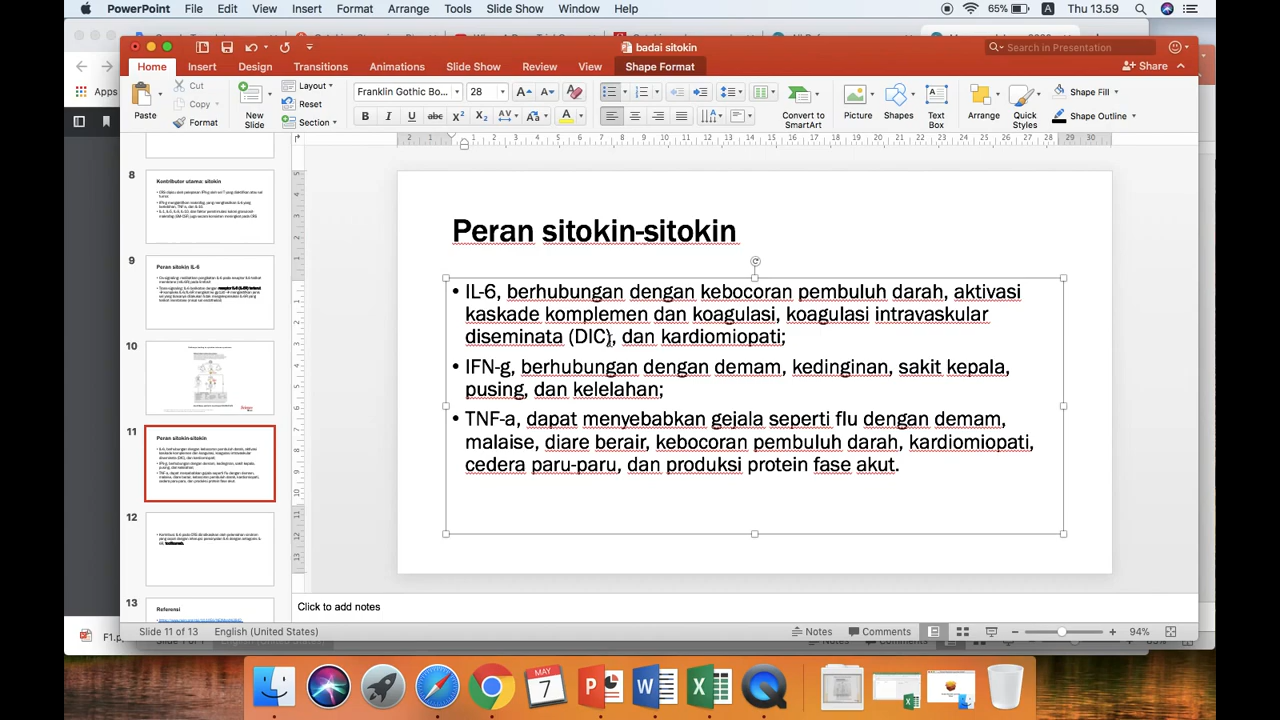 PowerPoint File Edit View Insert Format Arrange Tools Slide Show Window Help 65% A Thu 13.59
badai sitokin
Search in Presentation
Home Insert Design Transitions Animations Slide Show Review View Shape Format
Share
Apps
Paste
Cut
Copy
Format
New Slide
Layout
Reset
Section
Franklin Gothic Bo... 28
B I U abc X² X₂ AV Aa A
Convert to SmartArt
Picture
Shapes
Text Box
Arrange
Quick Styles
Shape Fill
Shape Outline
8
Kontributor utama: sitokin
9
Peran sitokin IL-6
10
11
Peran sitokin-sitokin
12
13
Referensi
Peran sitokin-sitokin
• IL-6, berhubungan dengan kebocoran pembuluh darah, aktivasi
kaskade komplemen dan koagulasi, koagulasi intravaskular
diseminata (DIC), dan kardiomiopati;
• IFN-g, berhubungan dengan demam, kedinginan, sakit kepala,
pusing, dan kelelahan;
• TNF-a, dapat menyebabkan gejala seperti flu dengan demam,
malaise, diare berair, kebocoran pembuluh darah, kardiomiopati,
cedera paru-paru, dan produksi protein fase akut.
Click to add notes
Slide 11 of 13 English (United States) Notes Comments 94%
MAY
7